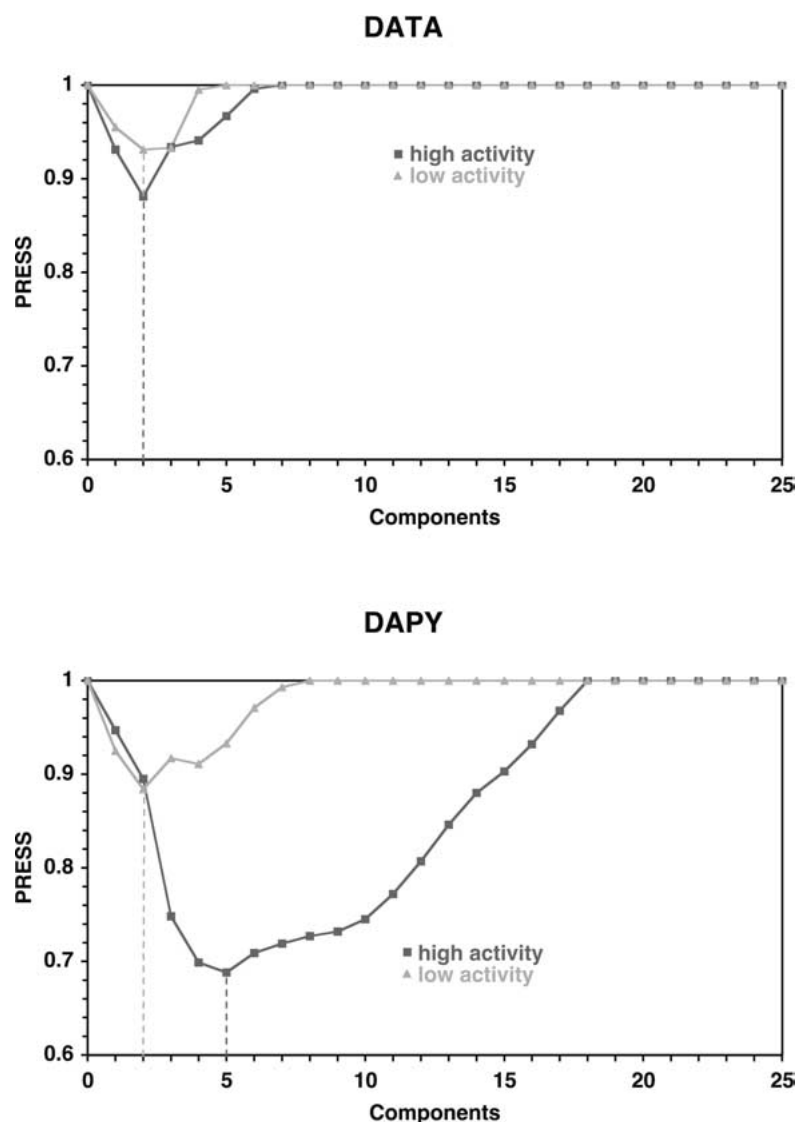 DATA
1
high activity
low activity
0.9
0.8
PRESS
0.7
0.6
0 5 10 15 20 25
Components
DAPY
1
0.9
0.8
PRESS
0.7
high activity
low activity
0.6
0 5 10 15 20 25
Components